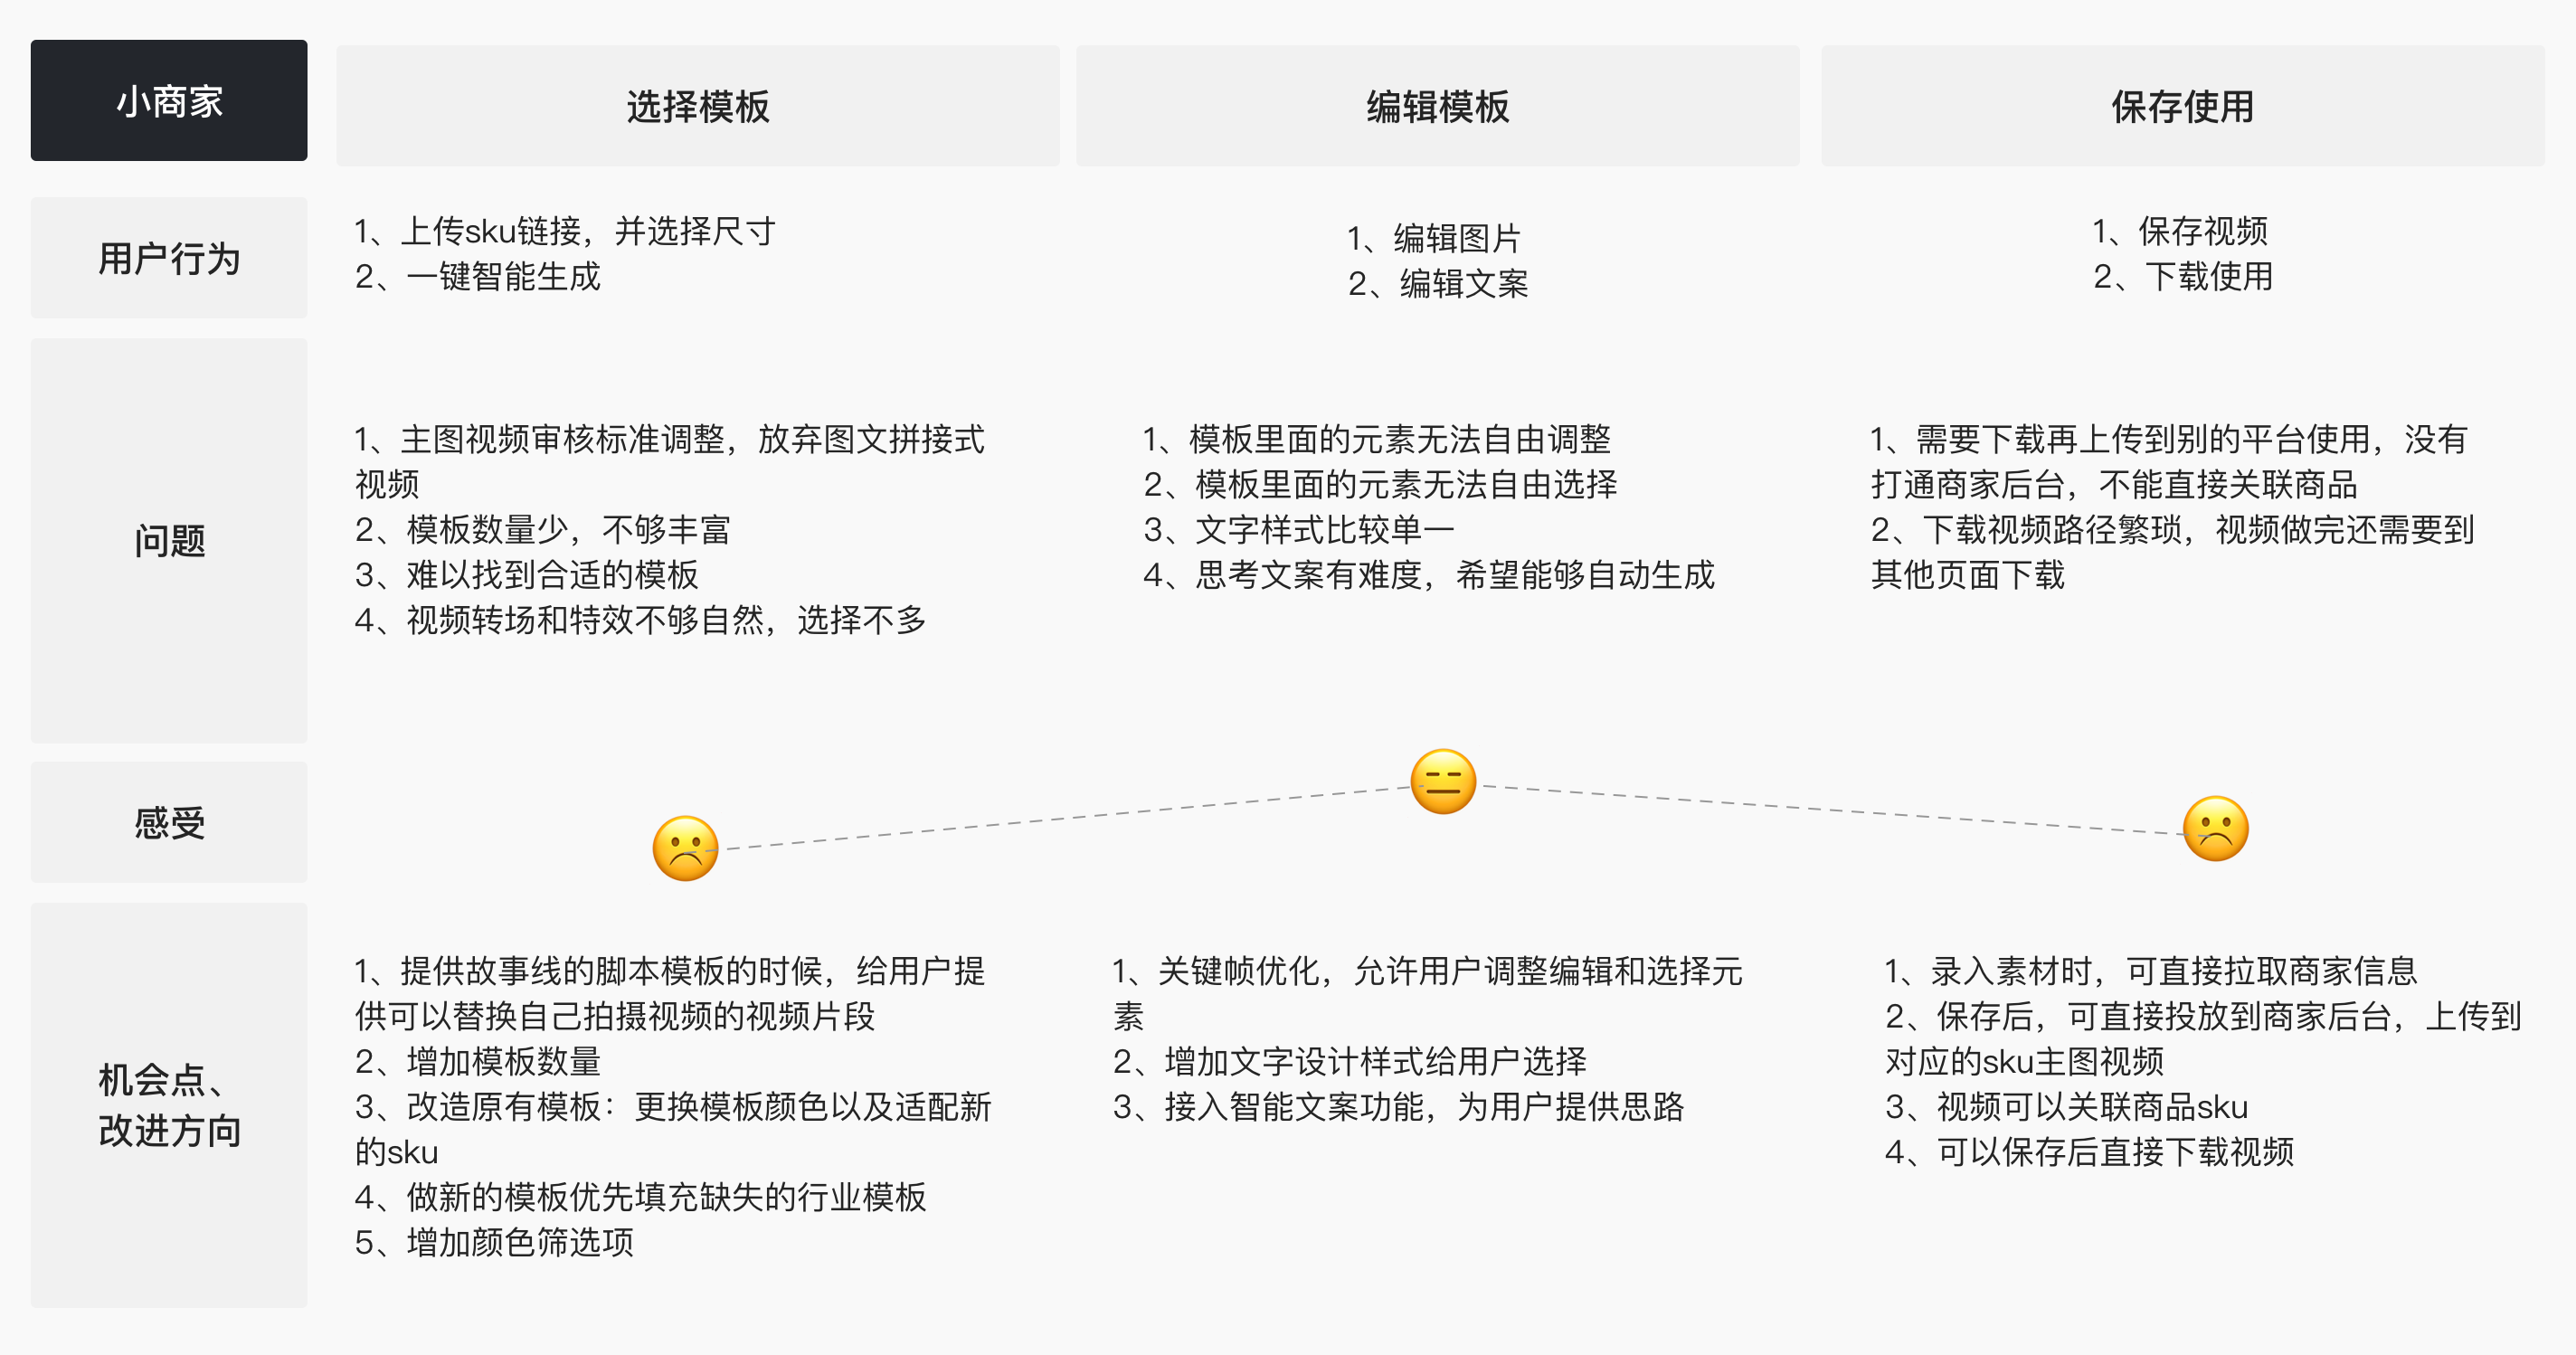 小商家
选择模板
编辑模板
保存使用
用户行为
1、上传sku链接，并选择尺寸
2、一键智能生成
1、编辑图片
2、编辑文案
1、保存视频
2、下载使用
问题
1、主图视频审核标准调整，放弃图文拼接式
视频
2、模板数量少，不够丰富
3、难以找到合适的模板
4、视频转场和特效不够自然，选择不多
1、模板里面的元素无法自由调整
2、模板里面的元素无法自由选择
3、文字样式比较单一
4、思考文案有难度，希望能够自动生成
1、需要下载再上传到别的平台使用，没有
打通商家后台，不能直接关联商品
2、下载视频路径繁琐，视频做完还需要到
其他页面下载
感受
机会点、
改进方向
1、提供故事线的脚本模板的时候，给用户提
供可以替换自己拍摄视频的视频片段
2、增加模板数量
3、改造原有模板：更换模板颜色以及适配新
的sku
4、做新的模板优先填充缺失的行业模板
5、增加颜色筛选项
1、关键帧优化，允许用户调整编辑和选择元
素
2、增加文字设计样式给用户选择
3、接入智能文案功能，为用户提供思路
1、录入素材时，可直接拉取商家信息
2、保存后，可直接投放到商家后台，上传到
对应的sku主图视频
3、视频可以关联商品sku
4、可以保存后直接下载视频